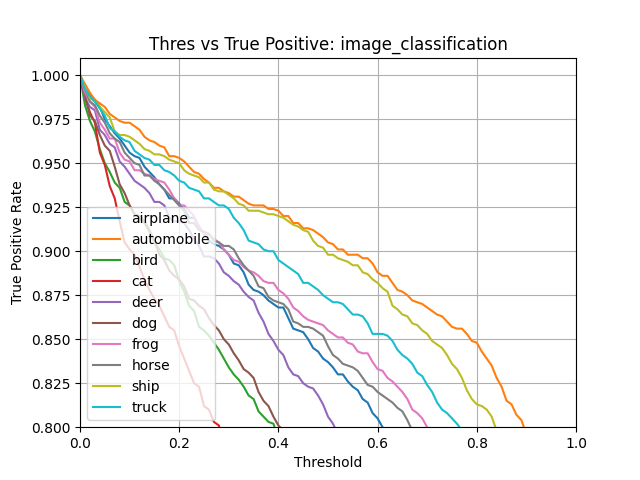 Thres vs True Positive: image_classification
True Positive Rate
1.000
0.975
0.950
0.925
0.900
0.875
0.850
0.825
0.800
airplane
automobile
bird
cat
deer
dog
frog
horse
ship
truck
0.0 0.2 0.4 0.6 0.8 1.0
Threshold